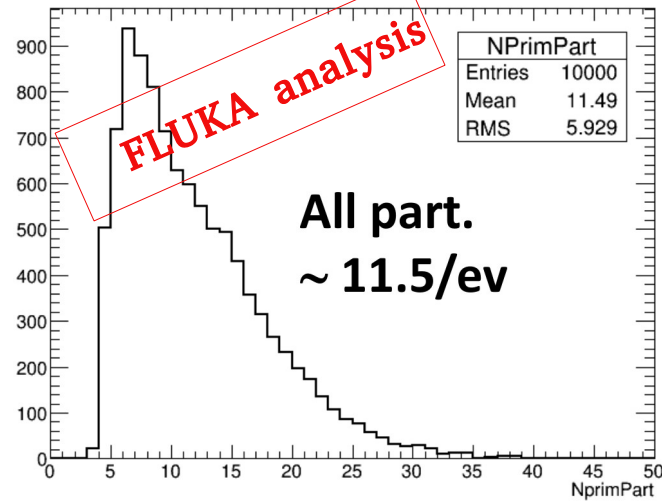 FLUKA analysis
NPrimPart
Entries 10000
Mean 11.49
RMS 5.929
All part.
~ 11.5/ev
900
800
700
600
500
400
300
200
100
0
0 5 10 15 20 25 30 35 40 45 50
NprimPart